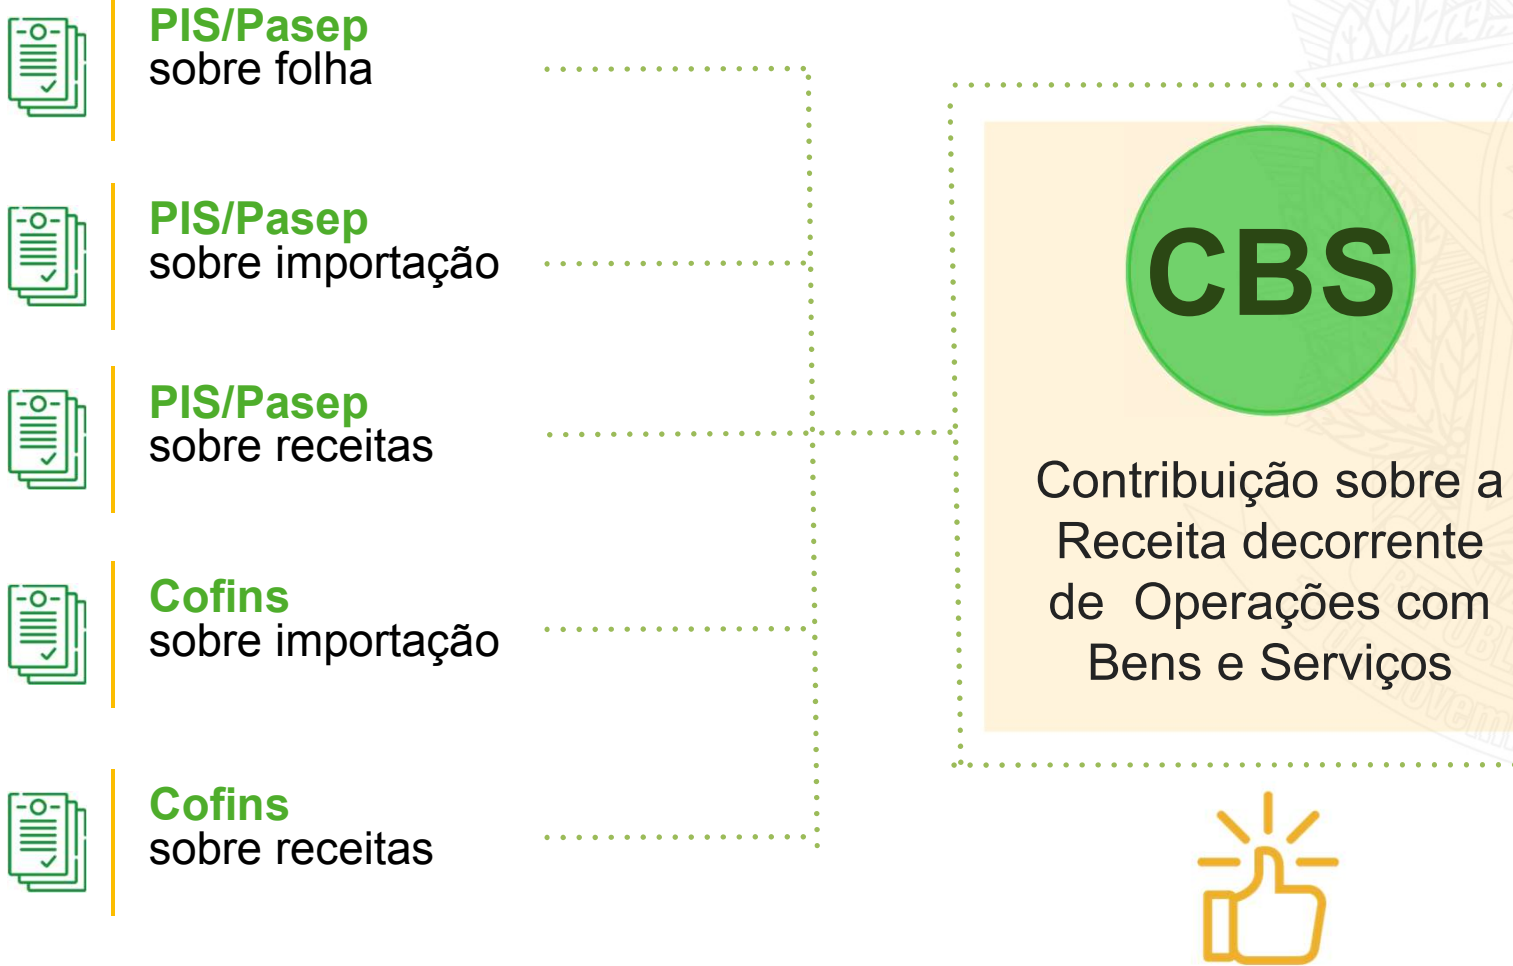 PIS/Pasep
sobre folha
PIS/Pasep
sobre importação
PIS/Pasep
sobre receitas
Cofins
sobre importação
Cofins
sobre receitas
CBS
Contribuição sobre a
Receita decorrente
de  Operações com
Bens e Serviços